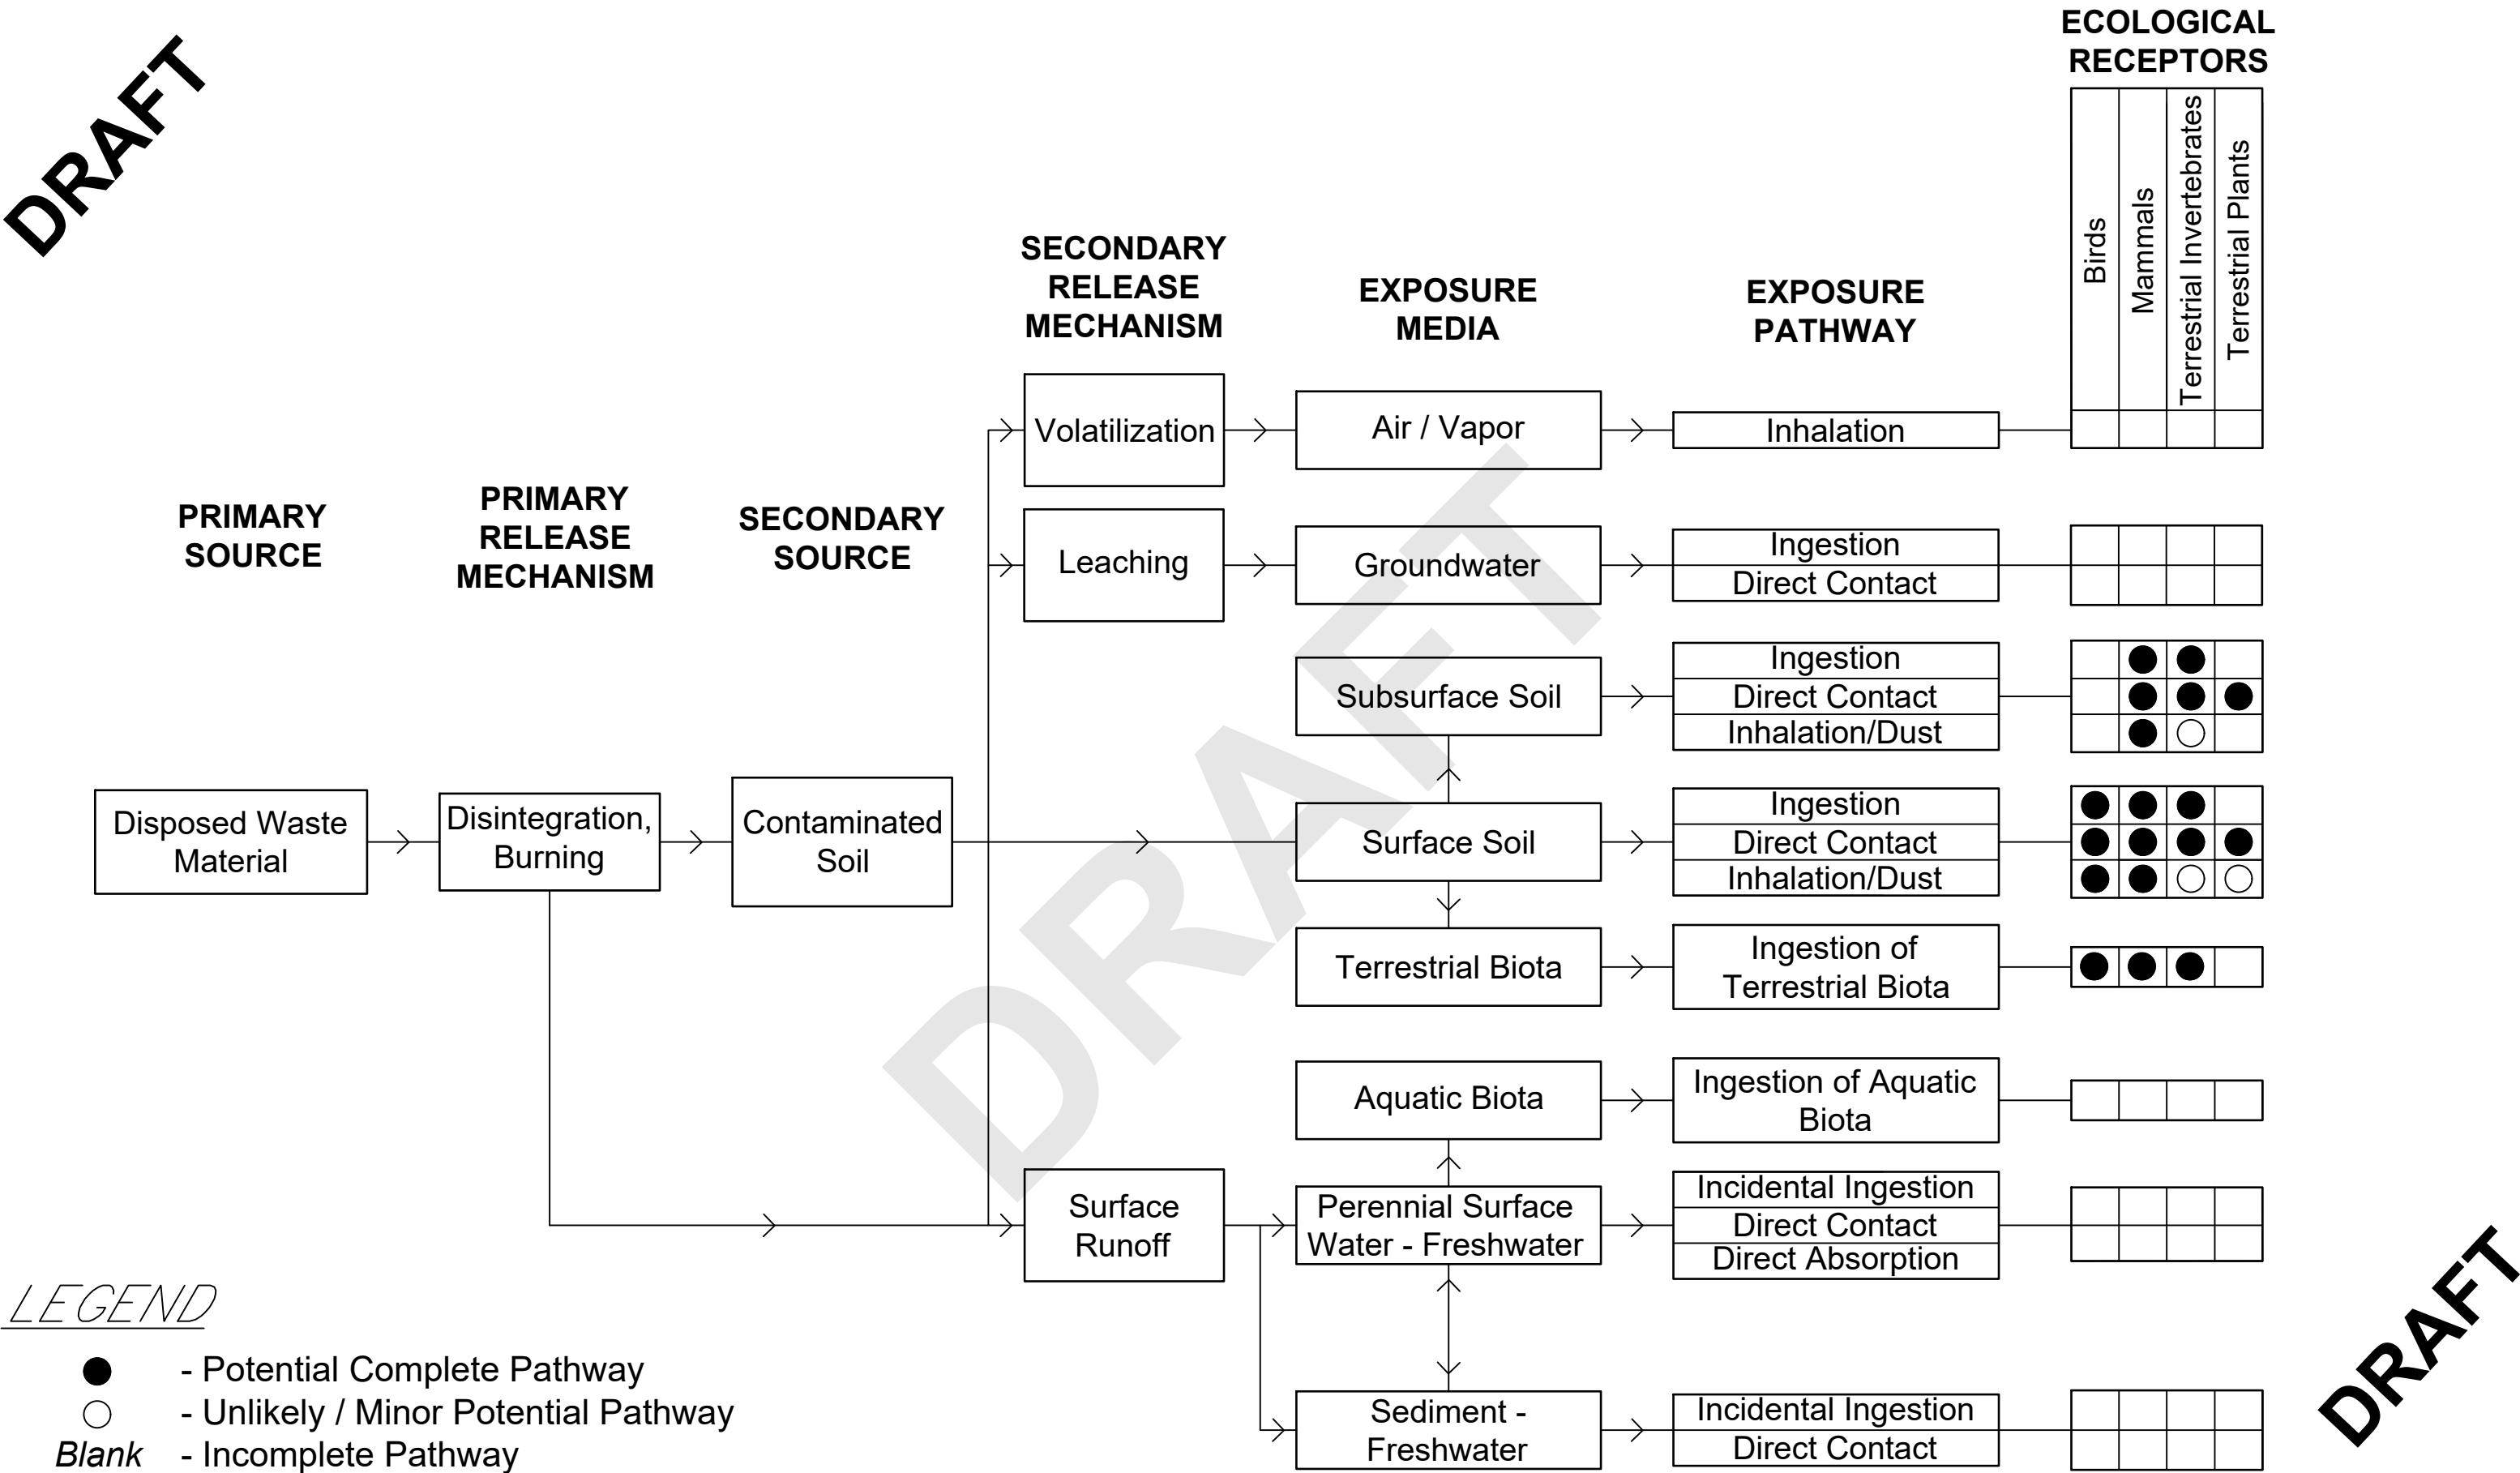 DRAFT
ECOLOGICAL
RECEPTORS
Birds
Mammals
Terrestrial Invertebrates
Terrestrial Plants
SECONDARY
RELEASE
MECHANISM
EXPOSURE
MEDIA
EXPOSURE
PATHWAY
Volatilization
Air / Vapor
Inhalation
PRIMARY
SOURCE
PRIMARY
RELEASE
MECHANISM
SECONDARY
SOURCE
Leaching
Groundwater
Ingestion
Direct Contact
Subsurface Soil
Ingestion
Direct Contact
Inhalation/Dust
Disposed Waste
Material
Disintegration,
Burning
Contaminated
Soil
Surface Soil
Ingestion
Direct Contact
Inhalation/Dust
Terrestrial Biota
Ingestion of
Terrestrial Biota
DRAFT
Aquatic Biota
Ingestion of Aquatic
Biota
Surface
Runoff
Perennial Surface
Water - Freshwater
Incidental Ingestion
Direct Contact
Direct Absorption
Sediment -
Freshwater
Incidental Ingestion
Direct Contact
LEGEND
- Potential Complete Pathway
- Unlikely / Minor Potential Pathway
Blank - Incomplete Pathway
DRAFT